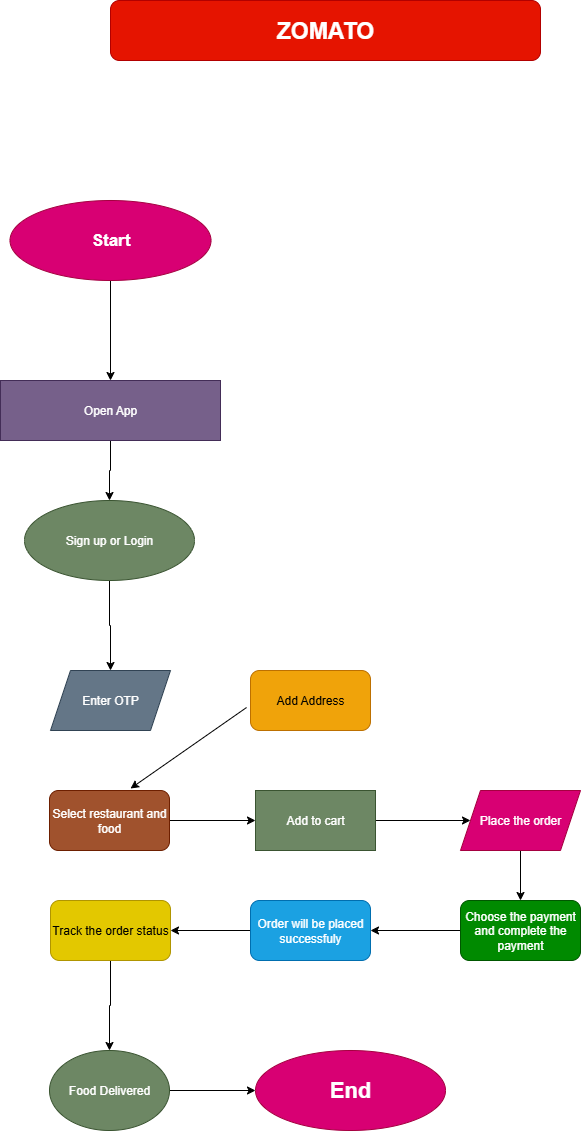 ZOMATO
Start
Open App
Sign up or Login
Enter OTP
Add Address
Select restaurant and
food
Add to cart
Place the order
Choose the payment
and complete the
payment
Order will be placed
successfuly
Track the order status
Food Delivered
End